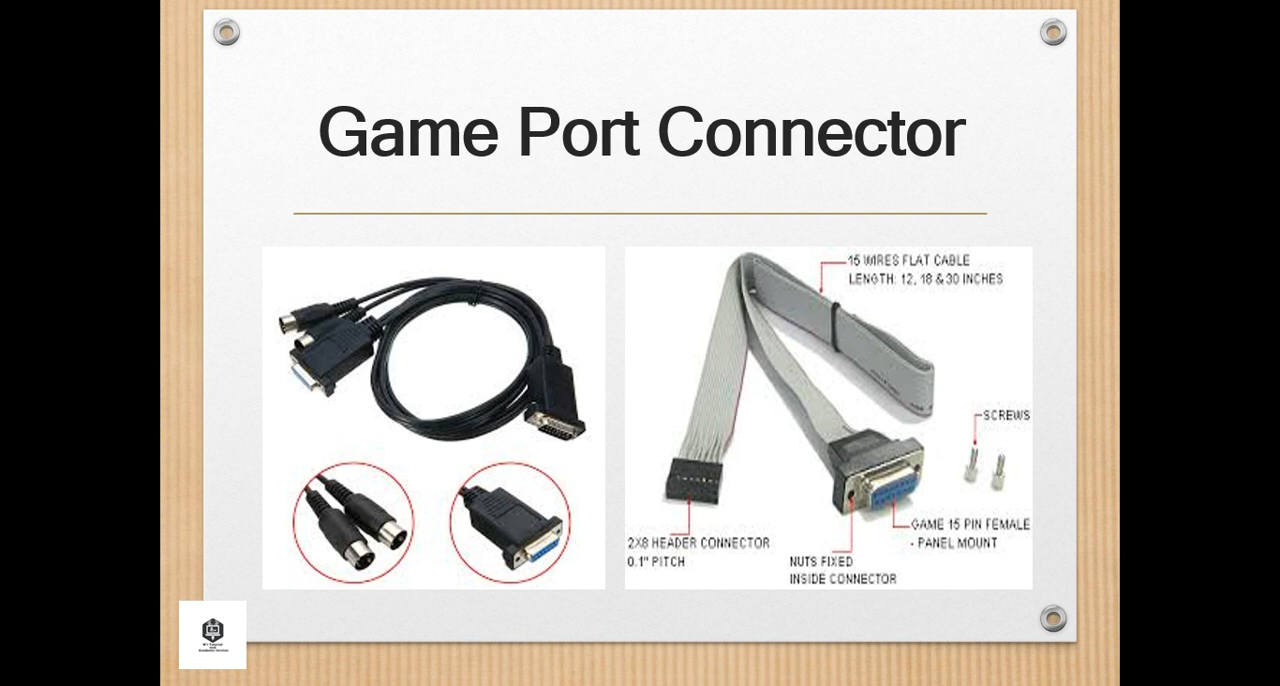 Game Port Connector
15 WIRES FLAT CABLE
LENGTH: 12, 18 & 30 INCHES
SCREWS
GAME 15 PIN FEMALE
- PANEL MOUNT
2X8 HEADER CONNECTOR
0.1" PITCH
NUTS FIXED
INSIDE CONNECTOR